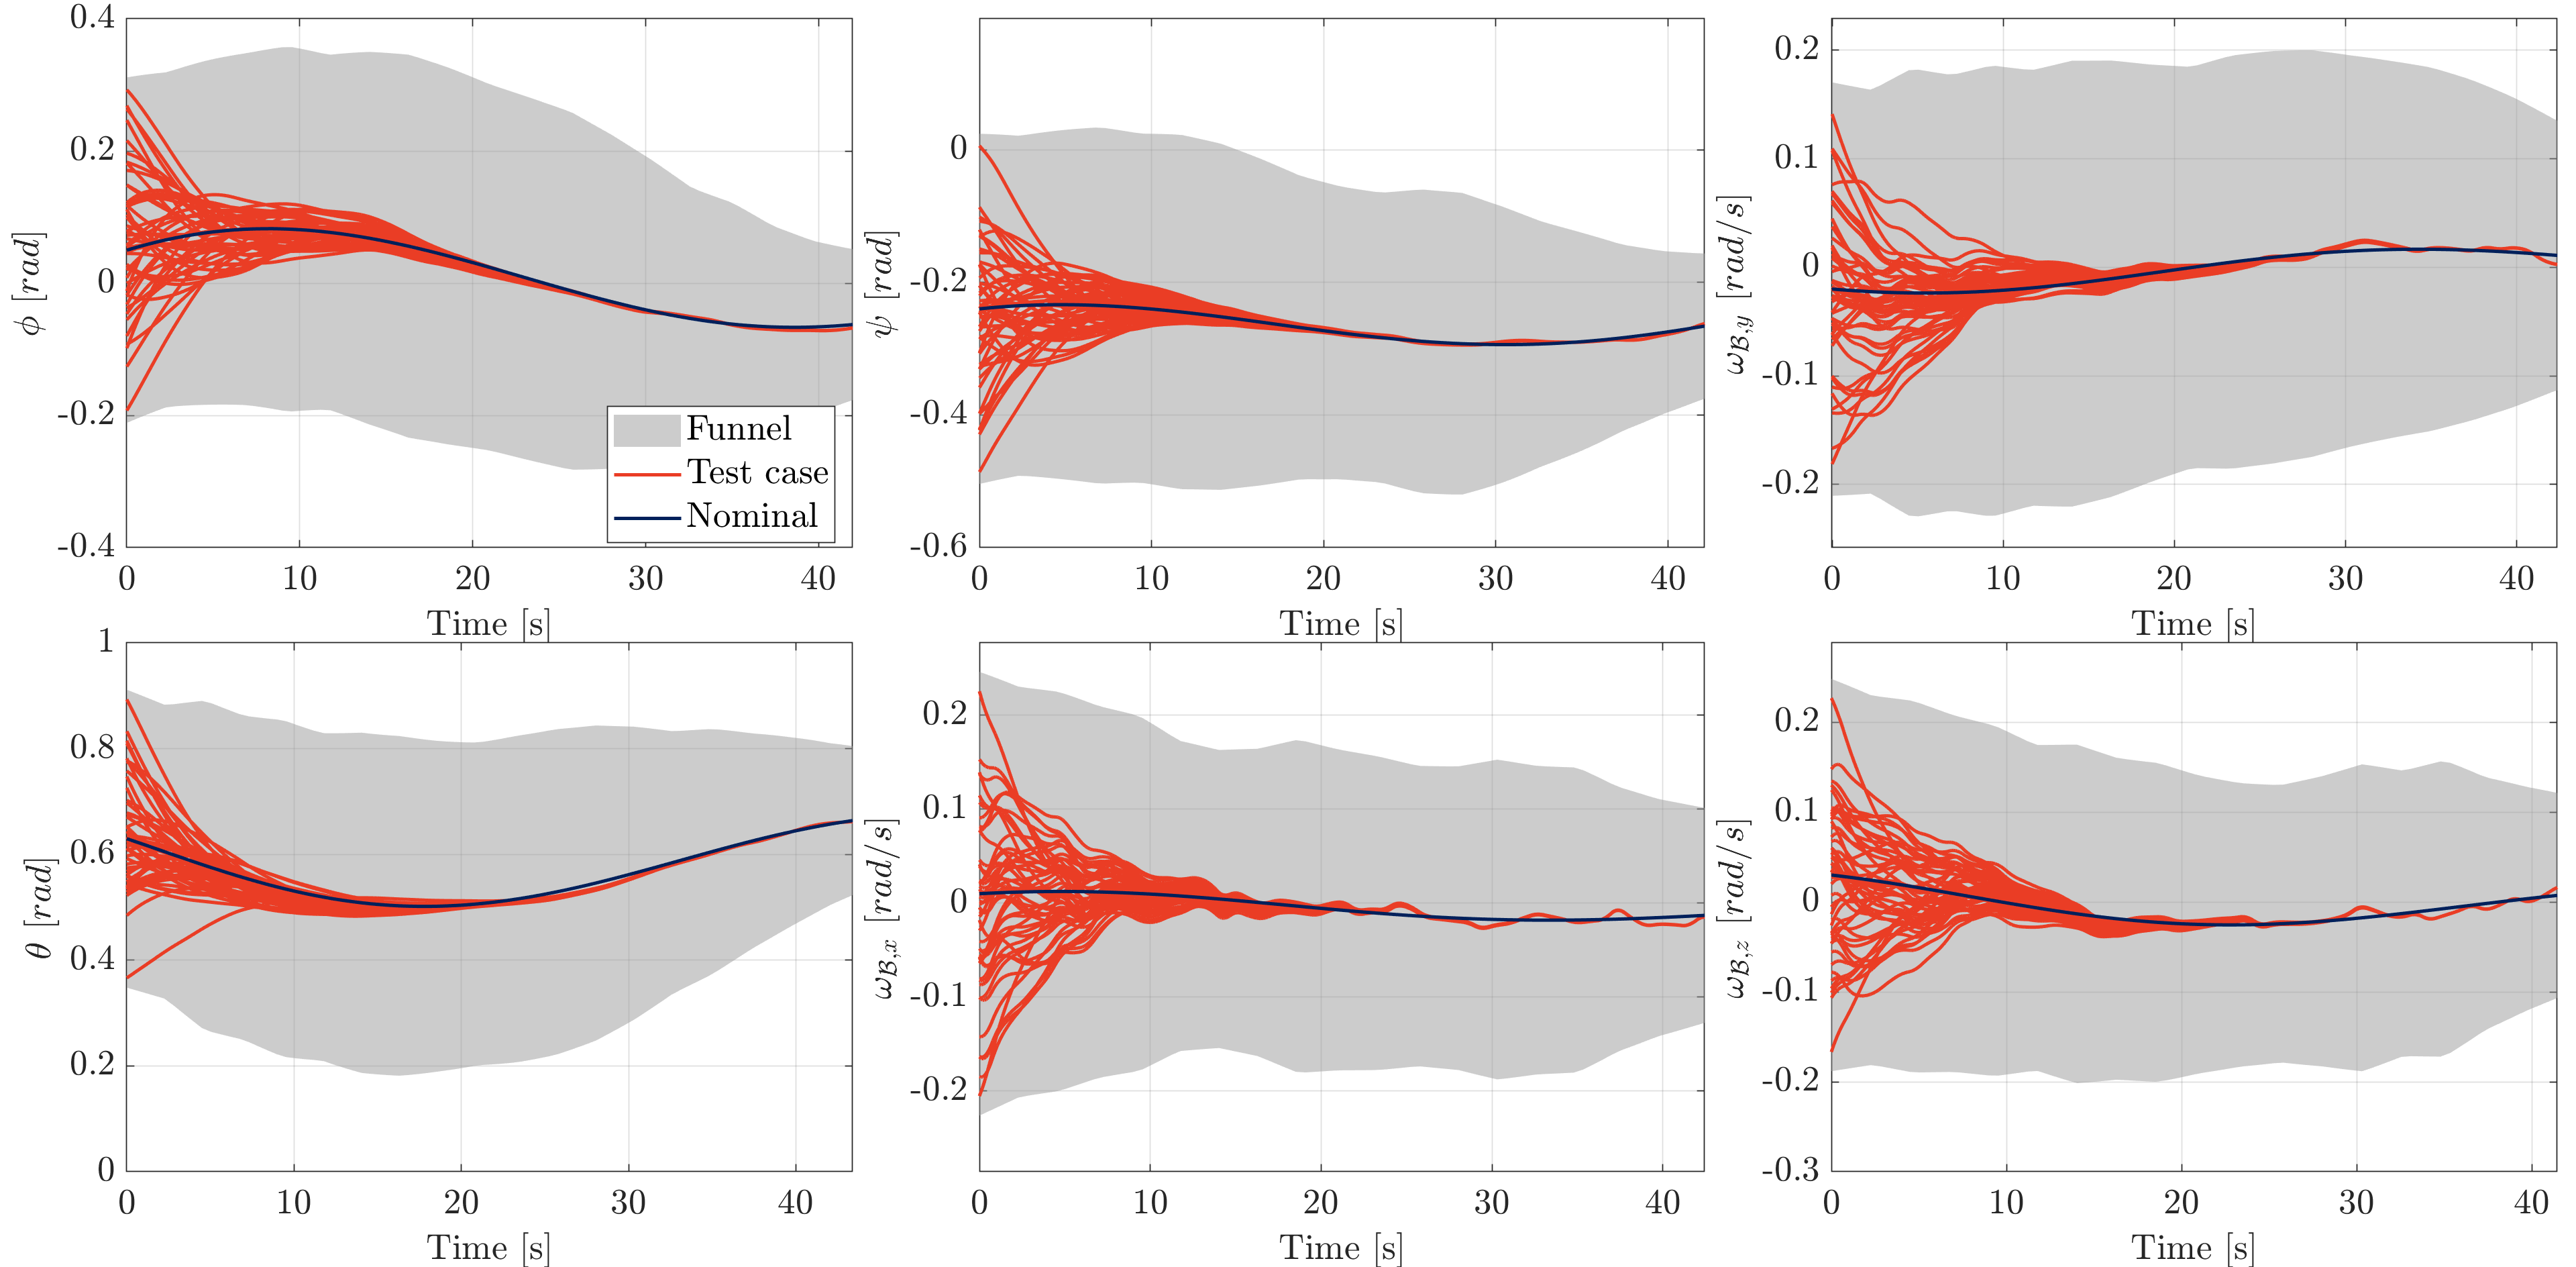 0.4
0.2
0
-0.2
-0.4
ϕ [rad]
0 10 20 30 40
Time [s]
Funnel
Test case
Nominal
0
-0.2
-0.4
-0.6
ψ [rad]
0 10 20 30 40
Time [s]
0.2
0.1
0
-0.1
-0.2
ω_{ℬ,y} [rad/s]
0 10 20 30 40
Time [s]
1
0.8
0.6
0.4
0.2
0
θ [rad]
0 10 20 30 40
Time [s]
0.2
0.1
0
-0.1
-0.2
ω_{ℬ,x} [rad/s]
0 10 20 30 40
Time [s]
0.2
0.1
0
-0.1
-0.2
-0.3
ω_{ℬ,z} [rad/s]
0 10 20 30 40
Time [s]